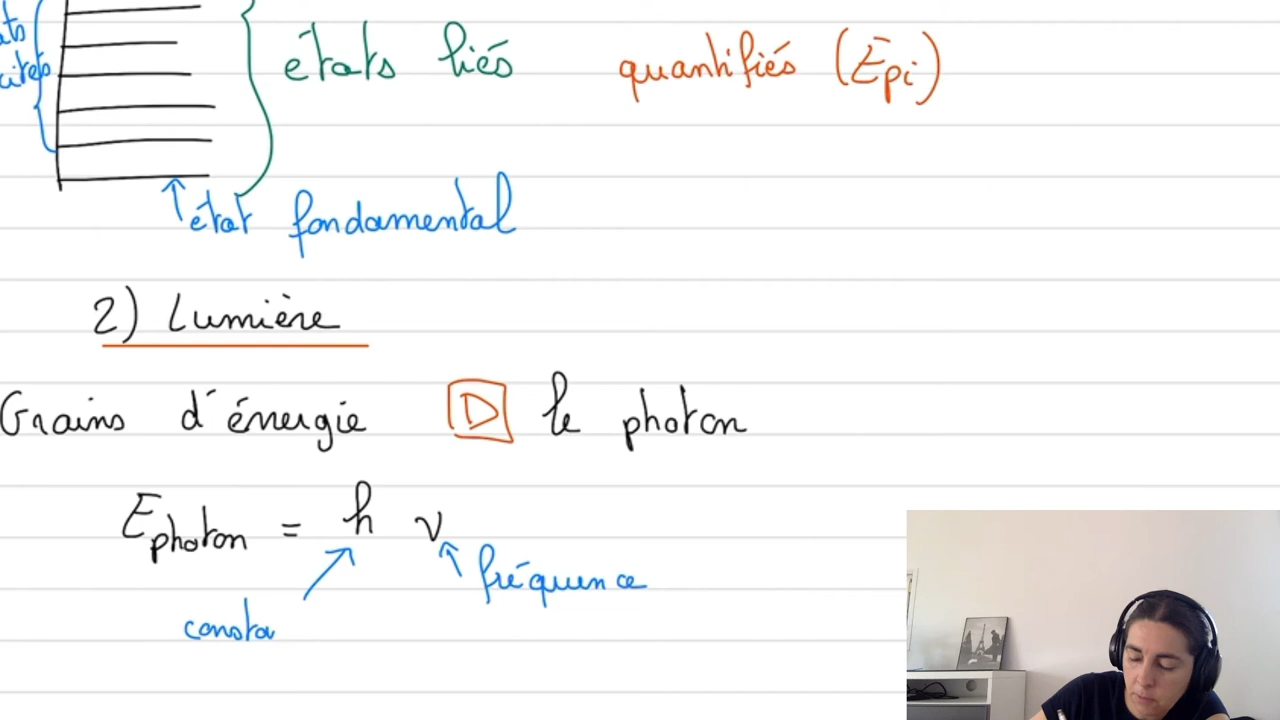 états liés quantifiés (Epi)
état fondamental
2) Lumière
Grains d'énergie D le photon
Ephoton = h ν
fréquence
consta